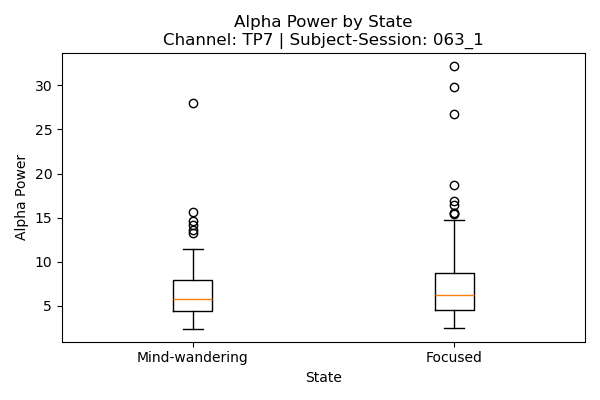 Alpha Power by State
Channel: TP7 | Subject-Session: 063_1
30
25
20
15
10
5
Alpha Power
Mind-wandering
Focused
State